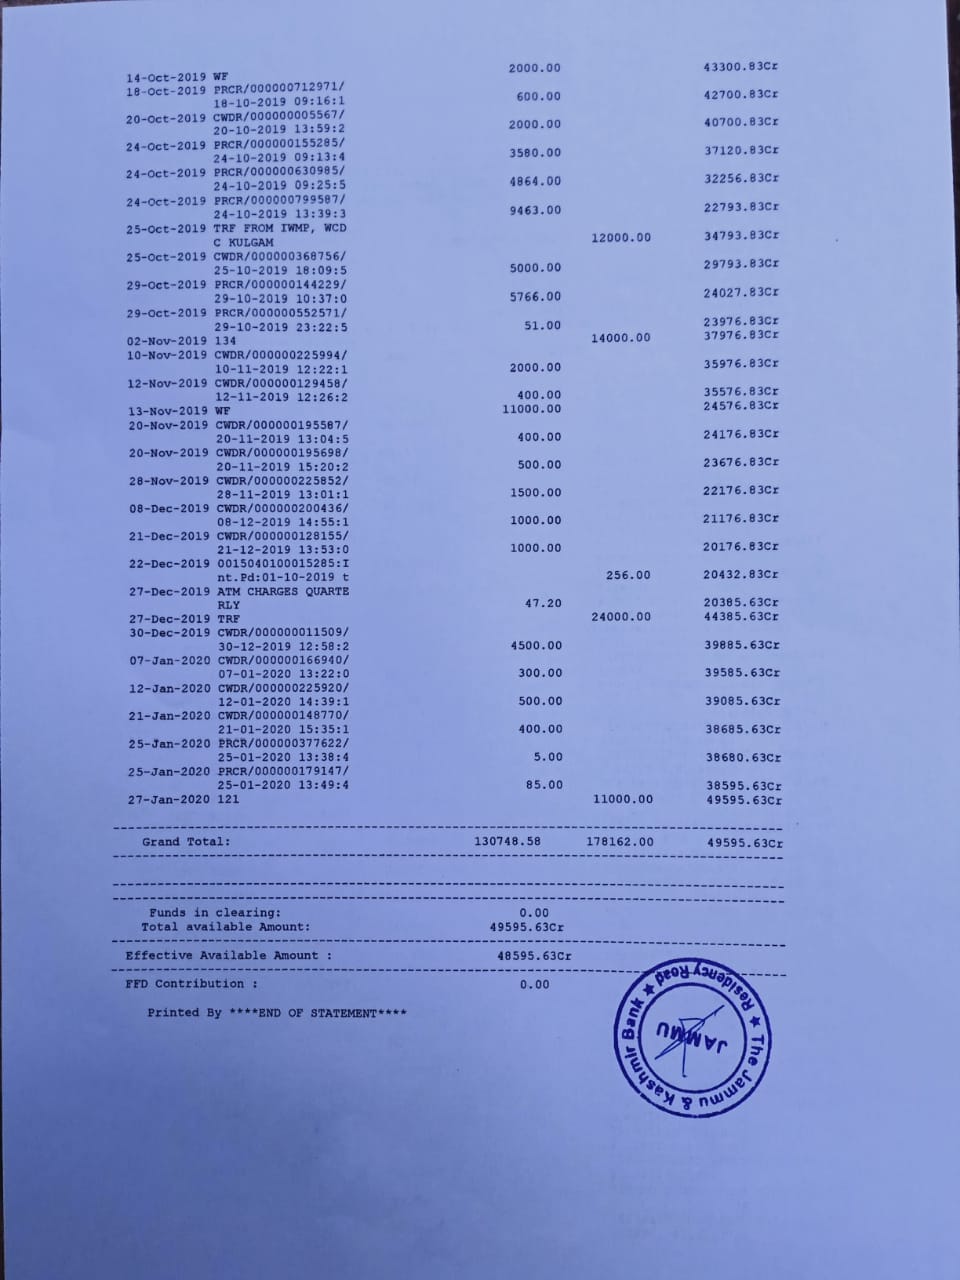 14-Oct-2019 WF 2000.00 43300.83Cr
18-Oct-2019 PRCR/000000712971/
18-10-2019 09:16:1 600.00 42700.83Cr
20-Oct-2019 CWDR/000000005567/
20-10-2019 13:59:2 2000.00 40700.83Cr
24-Oct-2019 PRCR/000000155285/
24-10-2019 09:13:4 3580.00 37120.83Cr
24-Oct-2019 PRCR/000000630985/
24-10-2019 09:25:5 4864.00 32256.83Cr
24-Oct-2019 PRCR/000000799587/
24-10-2019 13:39:3 9463.00 22793.83Cr
25-Oct-2019 TRF FROM IWMP, WCD
C KULGAM 12000.00 34793.83Cr
25-Oct-2019 CWDR/000000368756/
25-10-2019 18:09:5 5000.00 29793.83Cr
29-Oct-2019 PRCR/000000144229/
29-10-2019 10:37:0 5766.00 24027.83Cr
29-Oct-2019 PRCR/000000552571/
29-10-2019 23:22:5 51.00 23976.83Cr
02-Nov-2019 134 14000.00 37976.83Cr
10-Nov-2019 CWDR/000000225994/
10-11-2019 12:22:1 2000.00 35976.83Cr
12-Nov-2019 CWDR/000000129458/
12-11-2019 12:26:2 400.00 35576.83Cr
13-Nov-2019 WF 11000.00 24576.83Cr
20-Nov-2019 CWDR/000000195587/
20-11-2019 13:04:5 400.00 24176.83Cr
20-Nov-2019 CWDR/000000195698/
20-11-2019 15:20:2 500.00 23676.83Cr
28-Nov-2019 CWDR/000000225852/
28-11-2019 13:01:1 1500.00 22176.83Cr
08-Dec-2019 CWDR/000000200436/
08-12-2019 14:55:1 1000.00 21176.83Cr
21-Dec-2019 CWDR/000000128155/
21-12-2019 13:53:0 1000.00 20176.83Cr
22-Dec-2019 0015040100015285:I
nt.Pd:01-10-2019 t 256.00 20432.83Cr
27-Dec-2019 ATM CHARGES QUARTE
RLY 47.20 20385.63Cr
27-Dec-2019 TRF 24000.00 44385.63Cr
30-Dec-2019 CWDR/000000011509/
30-12-2019 12:58:2 4500.00 39885.63Cr
07-Jan-2020 CWDR/000000166940/
07-01-2020 13:22:0 300.00 39585.63Cr
12-Jan-2020 CWDR/000000225920/
12-01-2020 14:39:1 500.00 39085.63Cr
21-Jan-2020 CWDR/000000148770/
21-01-2020 15:35:1 400.00 38685.63Cr
25-Jan-2020 PRCR/000000377622/
25-01-2020 13:38:4 5.00 38680.63Cr
25-Jan-2020 PRCR/000000179147/
25-01-2020 13:49:4 85.00 38595.63Cr
27-Jan-2020 121 11000.00 49595.63Cr
Grand Total: 130748.58 178162.00 49595.63Cr
Funds in clearing: 0.00
Total available Amount: 49595.63Cr
Effective Available Amount : 48595.63Cr
FFD Contribution : 0.00
Printed By ****END OF STATEMENT****
The Jammu & Kashmir Bank ★ Residency Road ★
JAMMU